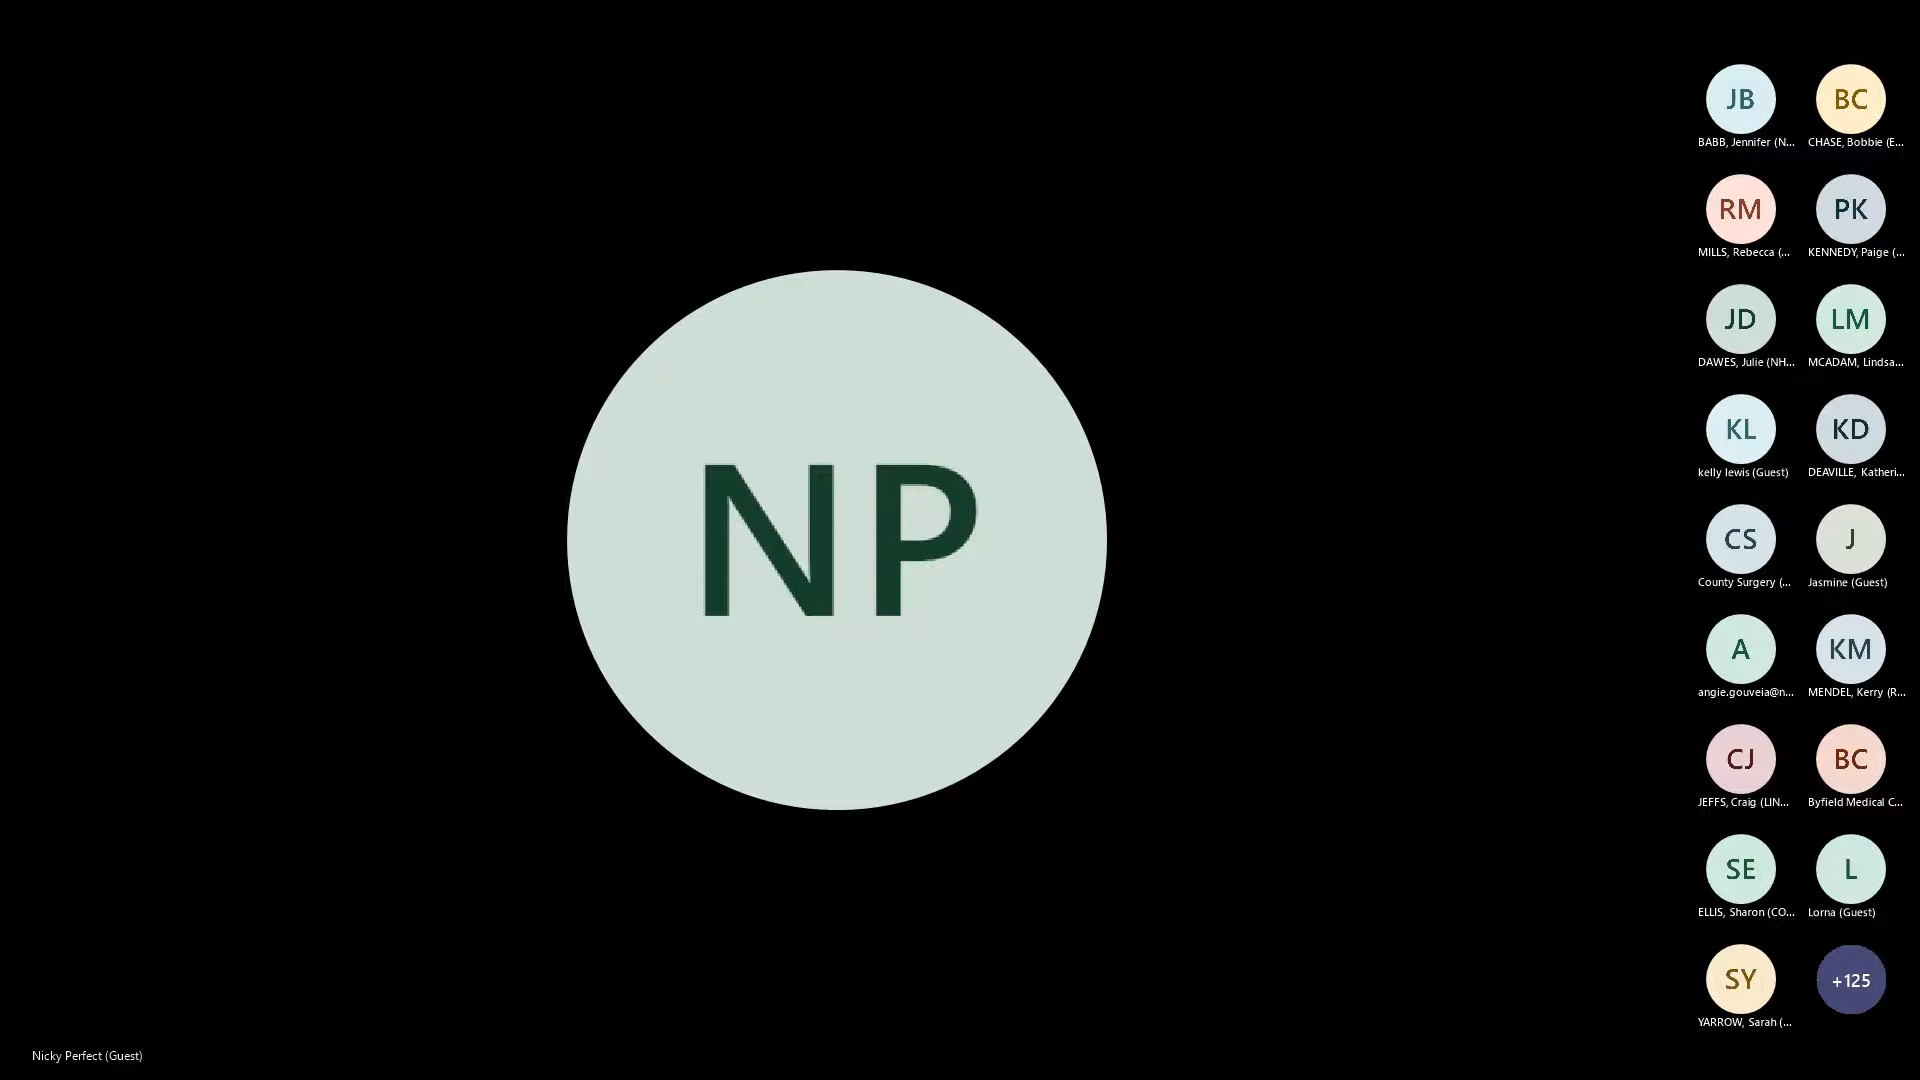 JB BC
BABB, Jennifer (N... CHASE, Bobbie (E...
RM PK
MILLS, Rebecca (... KENNEDY, Paige (...
JD LM
DAWES, Julie (NH... MCADAM, Lindsa...
KL KD
kelly lewis (Guest) DEAVILLE, Katheri...
CS J
County Surgery (... Jasmine (Guest)
A KM
angie.gouveia@n... MENDEL, Kerry (R...
CJ BC
JEFFS, Craig (LIN... Byfield Medical C...
SE L
ELLIS, Sharon (CO... Lorna (Guest)
SY +125
YARROW, Sarah (...
NP
Nicky Perfect (Guest)